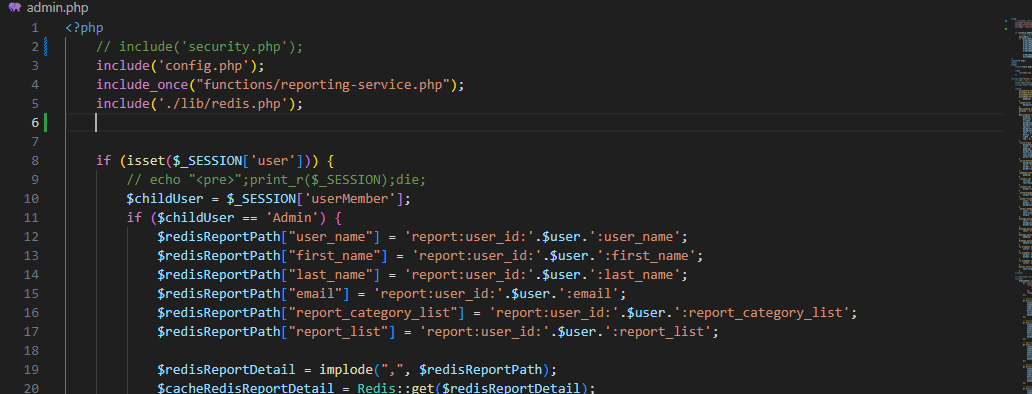 admin.php
1 <?php
2 // include('security.php');
3 include('config.php');
4 include_once("functions/reporting-service.php");
5 include('./lib/redis.php');
6
7
8 if (isset($_SESSION['user'])) {
9 // echo "<pre>";print_r($_SESSION);die;
10 $childUser = $_SESSION['userMember'];
11 if ($childUser == 'Admin') {
12 $redisReportPath["user_name"] = 'report:user_id:'.$user.':user_name';
13 $redisReportPath["first_name"] = 'report:user_id:'.$user.':first_name';
14 $redisReportPath["last_name"] = 'report:user_id:'.$user.':last_name';
15 $redisReportPath["email"] = 'report:user_id:'.$user.':email';
16 $redisReportPath["report_category_list"] = 'report:user_id:'.$user.':report_category_list';
17 $redisReportPath["report_list"] = 'report:user_id:'.$user.':report_list';
18
19 $redisReportDetail = implode(",", $redisReportPath);
20 $cacheRedisReportDetail = Redis::get($redisReportDetail);